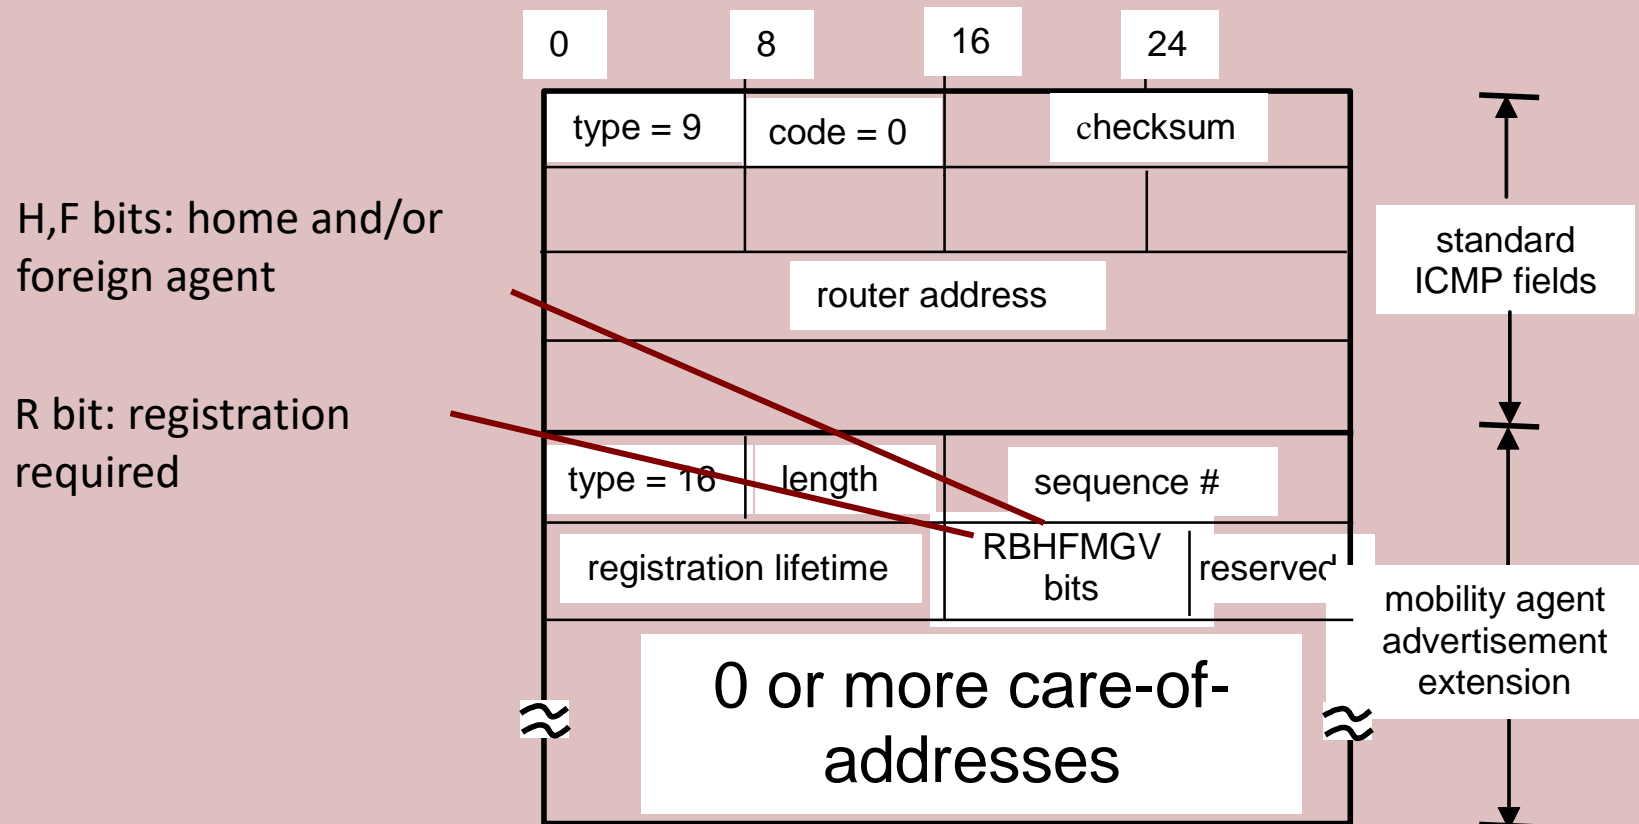 0
8
16
24
type = 9
code = 0
checksum
H,F bits: home and/or
foreign agent
standard
ICMP fields
router address
R bit: registration
required
type = 16
length
sequence #
registration lifetime
RBHFMGV
bits
reserved
mobility agent
advertisement
extension
0 or more care-of-
addresses